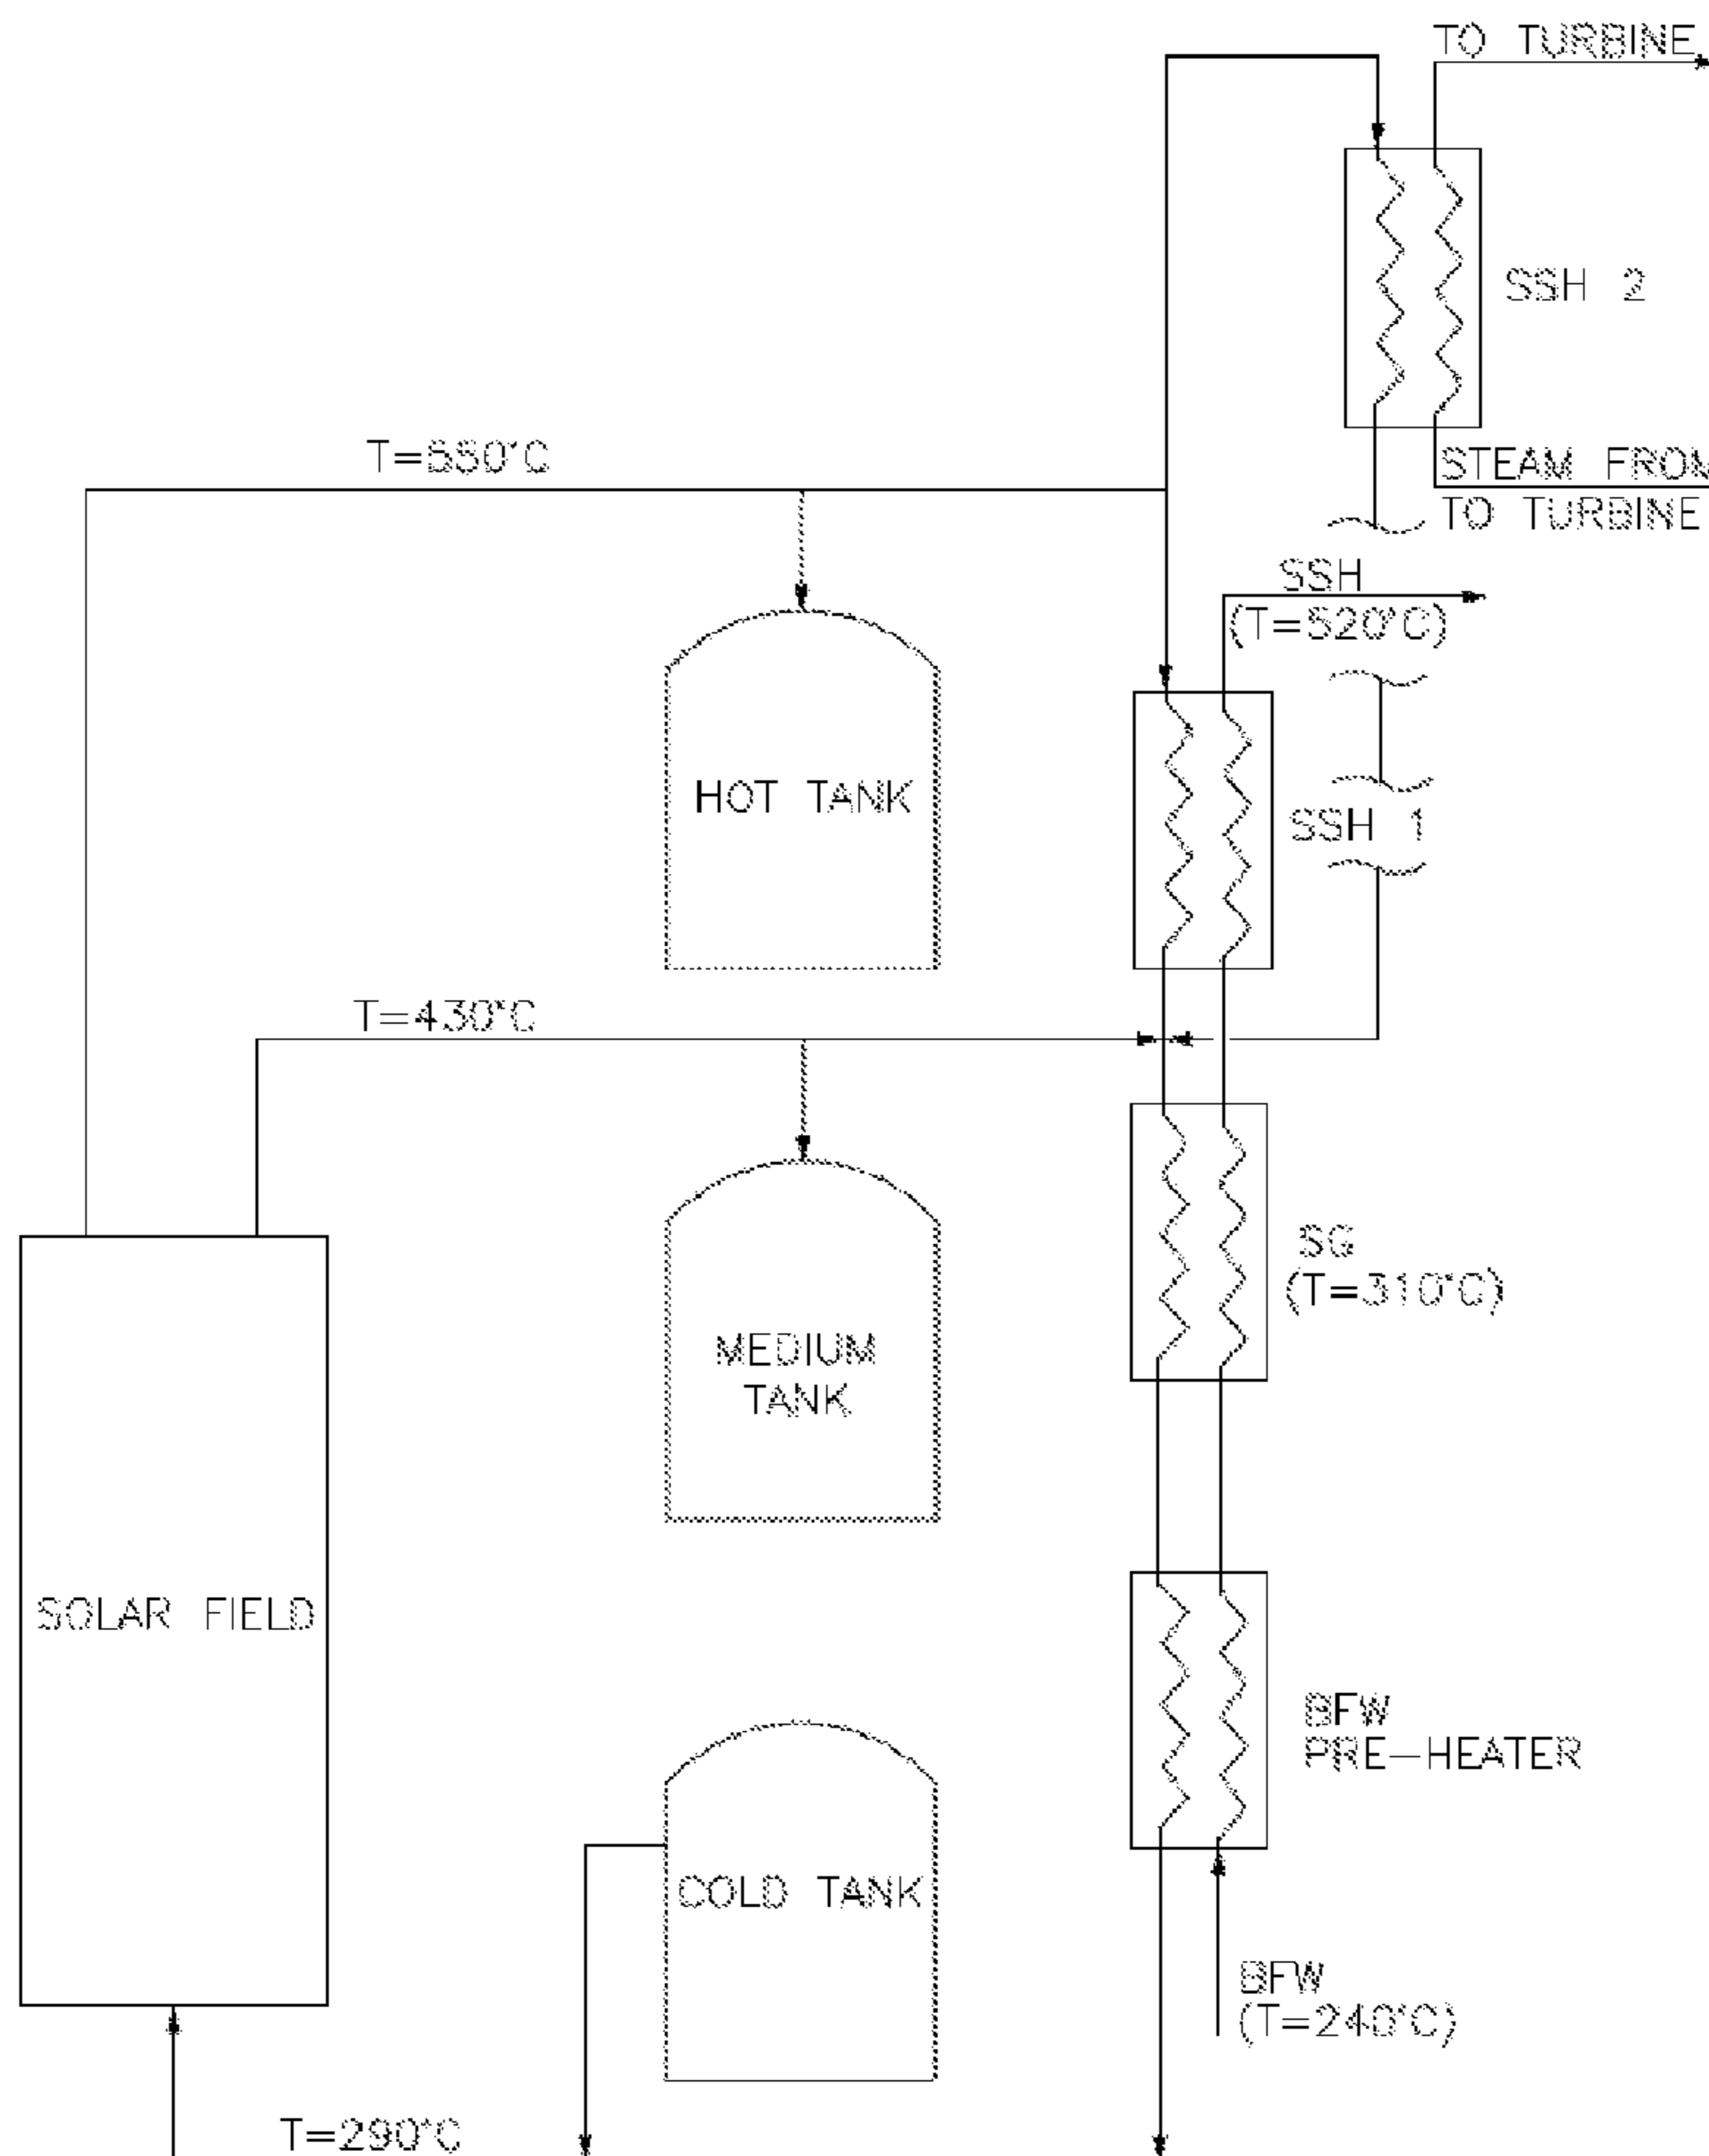 TO TURBINE
SSH 2
T=550°C
STEAM FROM
TO TURBINE
SSH
(T=520°C)
HOT TANK
SSH 1
T=430°C
SG
(T=310°C)
MEDIUM
TANK
SOLAR FIELD
BFW
PRE-HEATER
COLD TANK
BFW
(T=240°C)
T=290°C